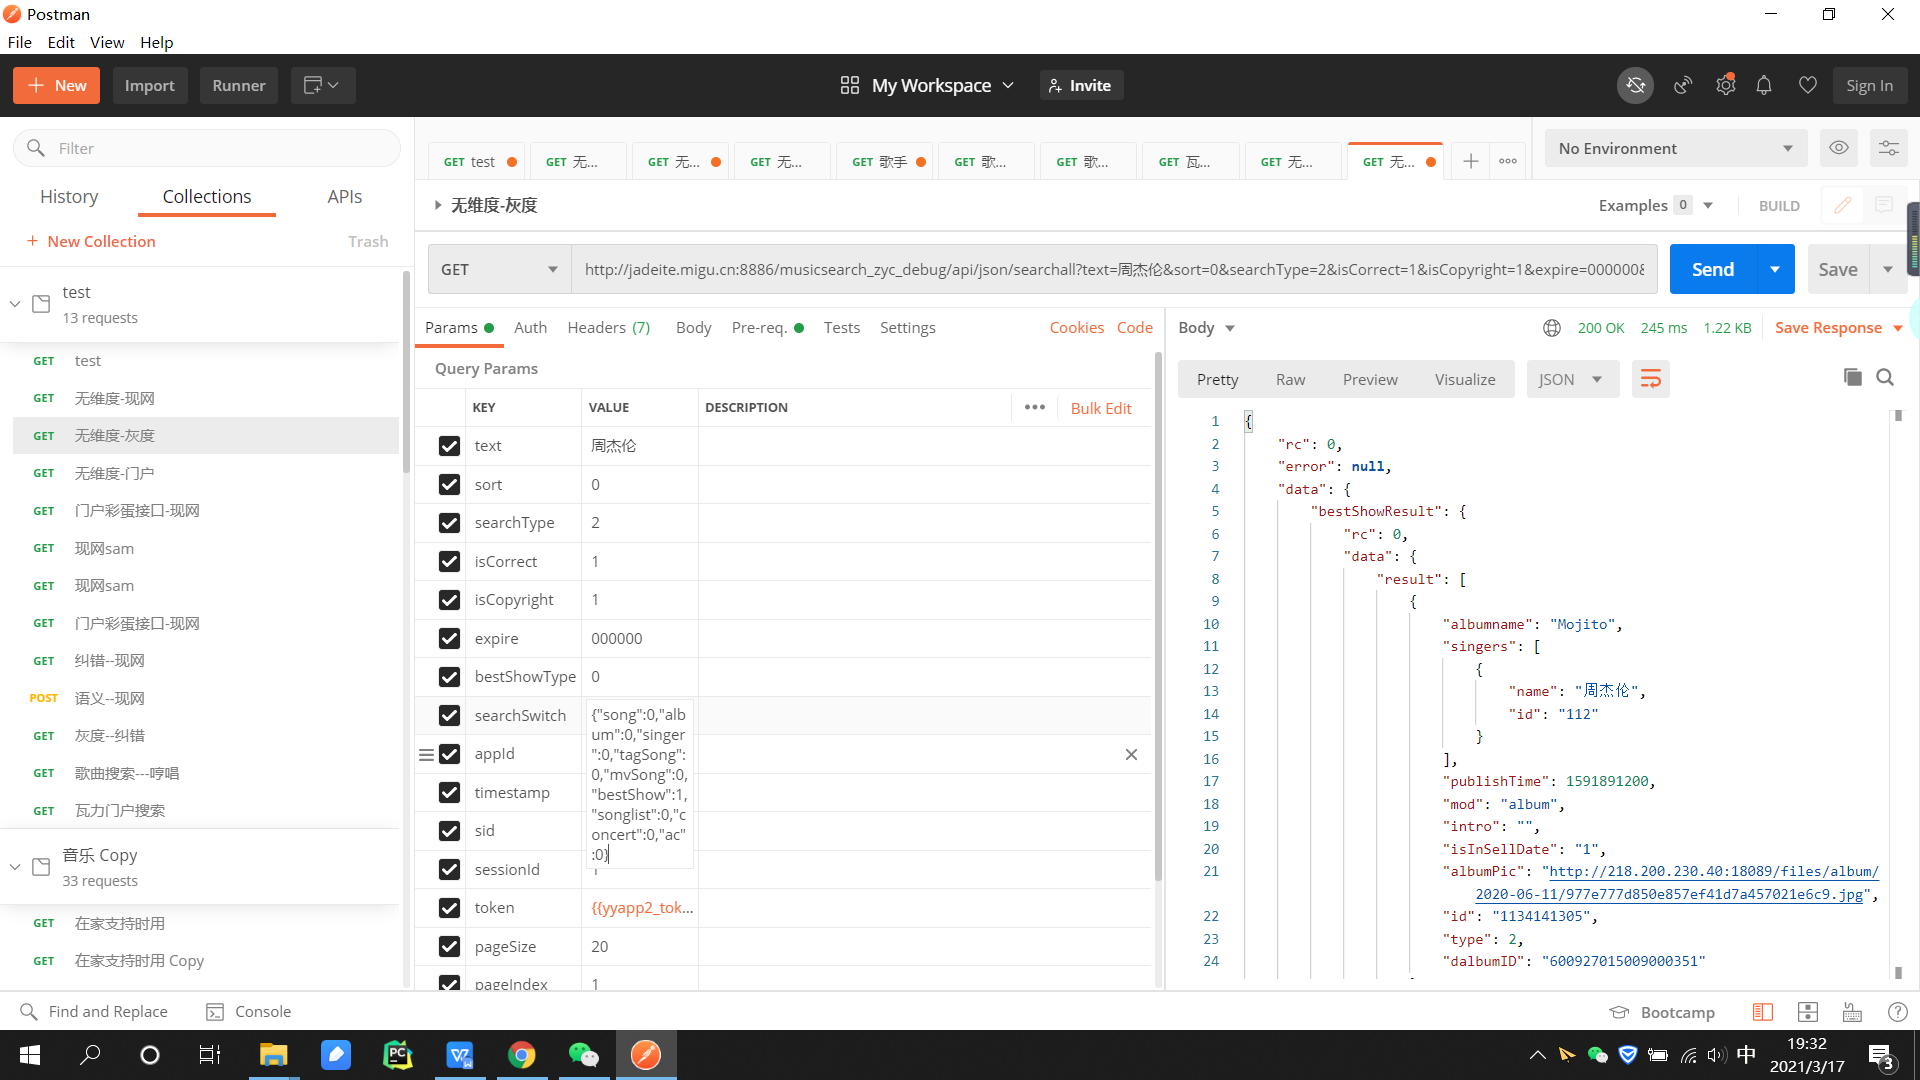 Postman
File Edit View Help
New Import Runner My Workspace Invite Sign In
Filter
History Collections APIs
+ New Collection Trash
test
13 requests
GET test
GET 无维度-现网
GET 无维度-灰度
GET 无维度-门户
GET 门户彩蛋接口-现网
GET 现网sam
GET 现网sam
GET 门户彩蛋接口-现网
GET 纠错--现网
POST 语义--现网
GET 灰度--纠错
GET 歌曲搜索---哼唱
GET 瓦力门户搜索
音乐 Copy
33 requests
GET 在家支持时用
GET 在家支持时用 Copy
GET test GET 无... GET 无... GET 无... GET 歌手 GET 歌... GET 歌... GET 瓦... GET 无... GET 无...
No Environment
无维度-灰度
Examples 0 BUILD
GET http://jadeite.migu.cn:8886/musicsearch_zyc_debug/api/json/searchall?text=周杰伦&sort=0&searchType=2&isCorrect=1&isCopyright=1&expire=000000&
Send Save
Params Auth Headers (7) Body Pre-req. Tests Settings Cookies Code
Query Params
KEY VALUE DESCRIPTION ••• Bulk Edit
text 周杰伦
sort 0
searchType 2
isCorrect 1
isCopyright 1
expire 000000
bestShowType 0
searchSwitch
{"song":0,"alb
um":0,"singer
":0,"tagSong":
0,"mvSong":0,
"bestShow":1,
"songlist":0,"c
oncert":0,"ac"
:0}
appId
timestamp
sid
sessionId
token {{yyapp2_tok...
pageSize 20
pageIndex 1
Body 200 OK 245 ms 1.22 KB Save Response
Pretty Raw Preview Visualize JSON
1 {
2 "rc": 0,
3 "error": null,
4 "data": {
5 "bestShowResult": {
6 "rc": 0,
7 "data": {
8 "result": [
9 {
10 "albumname": "Mojito",
11 "singers": [
12 {
13 "name": "周杰伦",
14 "id": "112"
15 }
16 ],
17 "publishTime": 1591891200,
18 "mod": "album",
19 "intro": "",
20 "isInSellDate": "1",
21 "albumPic": "http://218.200.230.40:18089/files/album/
2020-06-11/977e777d850e857ef41d7a457021e6c9.jpg",
22 "id": "1134141305",
23 "type": 2,
24 "dalbumID": "600927015009000351"
Find and Replace Console Bootcamp
中
19:32
2021/3/17
3